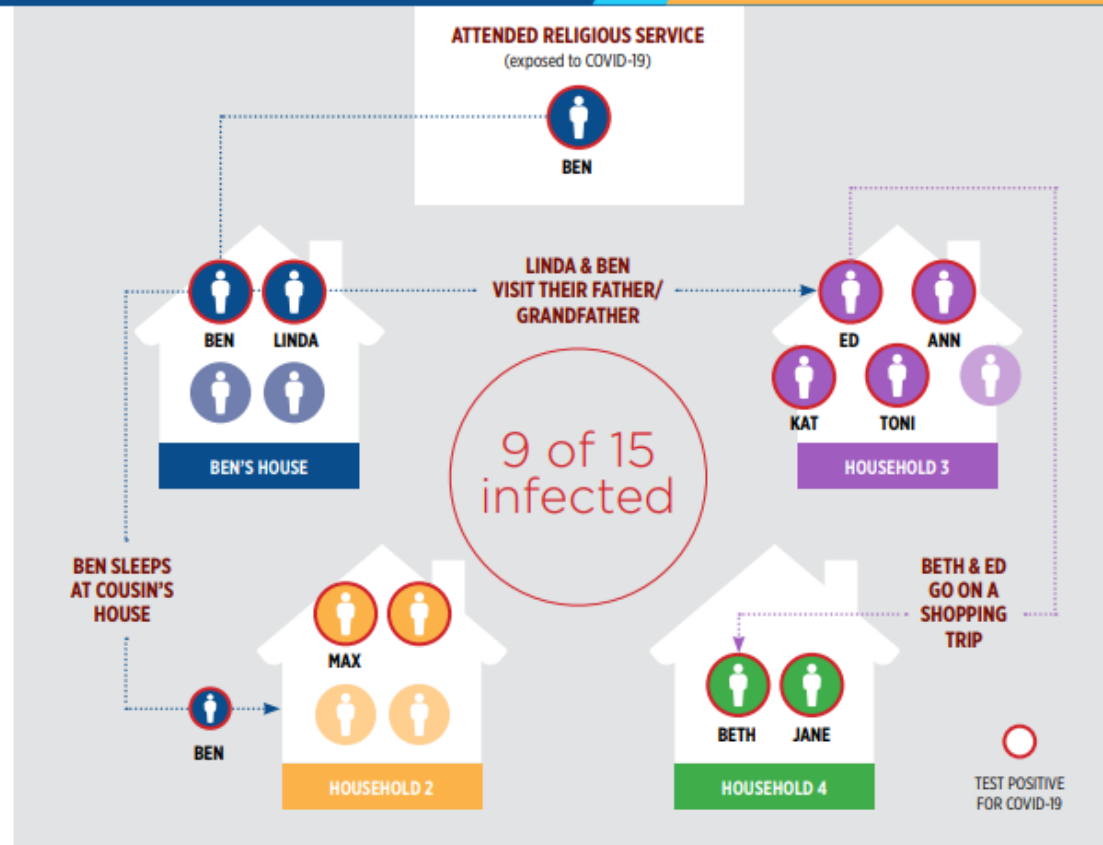 ATTENDED RELIGIOUS SERVICE
(exposed to COVID-19)
BEN
LINDA & BEN
VISIT THEIR FATHER/
GRANDFATHER
BEN
LINDA
BEN'S HOUSE
ED
ANN
KAT
TONI
HOUSEHOLD 3
9 of 15
infected
BEN SLEEPS
AT COUSIN'S
HOUSE
BEN
MAX
HOUSEHOLD 2
BETH & ED
GO ON A
SHOPPING
TRIP
BETH
JANE
HOUSEHOLD 4
TEST POSITIVE
FOR COVID-19